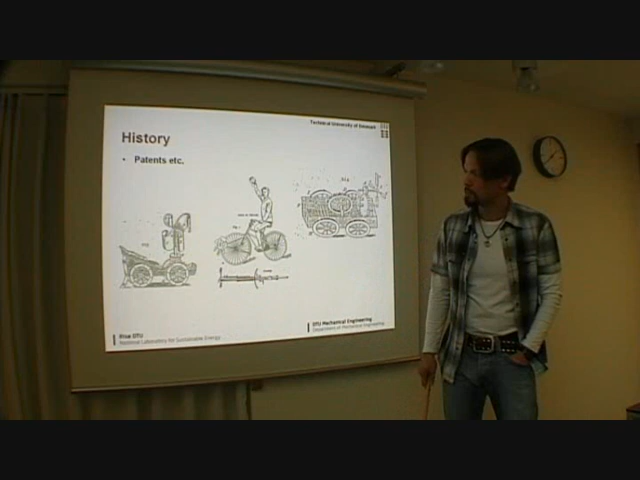 Technical University of Denmark
History
• Patents etc.
Risø DTU
National Laboratory for Sustainable Energy
DTU Mechanical Engineering
Department of Mechanical Engineering